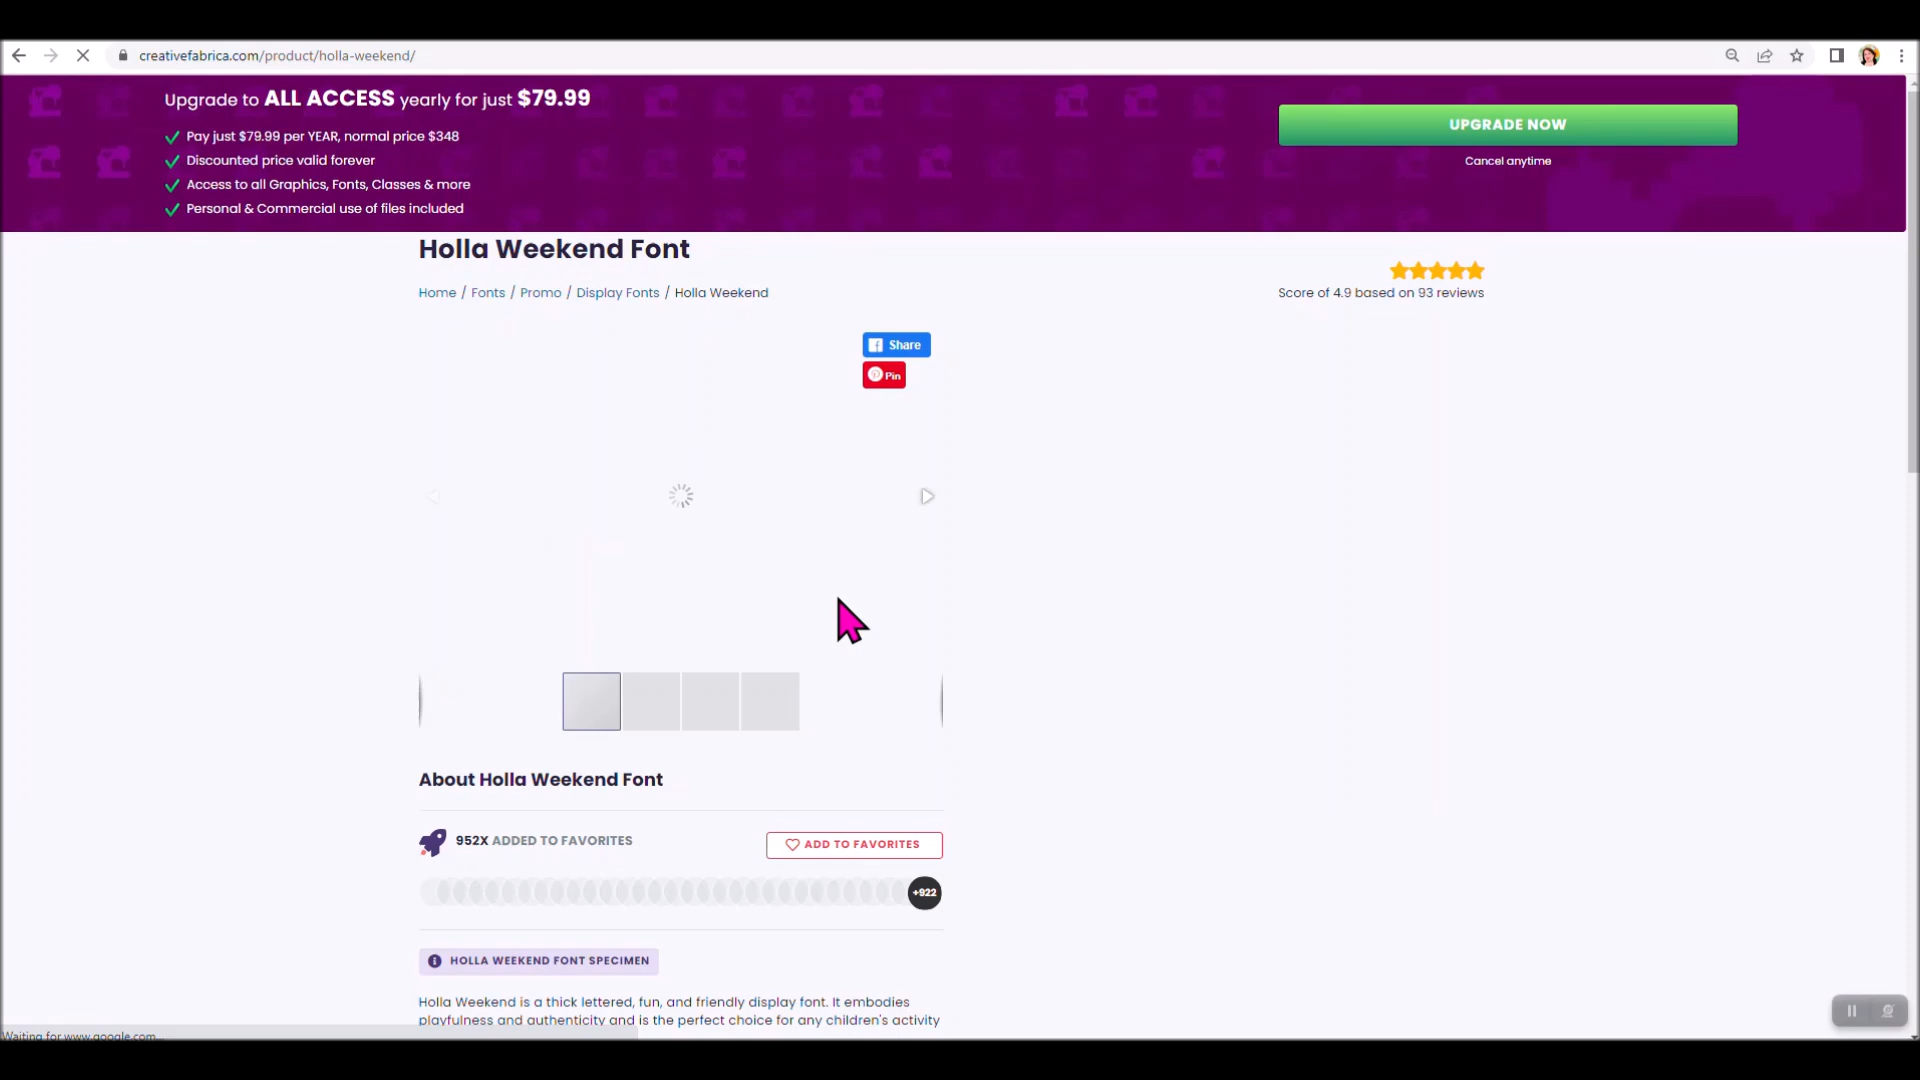 creativefabrica.com/product/holla-weekend/
Upgrade to ALL ACCESS yearly for just $79.99
Pay just $79.99 per YEAR, normal price $348
Discounted price valid forever
Access to all Graphics, Fonts, Classes & more
Personal & Commercial use of files included
UPGRADE NOW
Cancel anytime
Holla Weekend Font
Home / Fonts / Promo / Display Fonts / Holla Weekend
Score of 4.9 based on 93 reviews
Share
Pin
About Holla Weekend Font
952X ADDED TO FAVORITES
ADD TO FAVORITES
+922
HOLLA WEEKEND FONT SPECIMEN
Holla Weekend is a thick lettered, fun, and friendly display font. It embodies
playfulness and authenticity and is the perfect choice for any children's activity
Waiting for www.google.com...